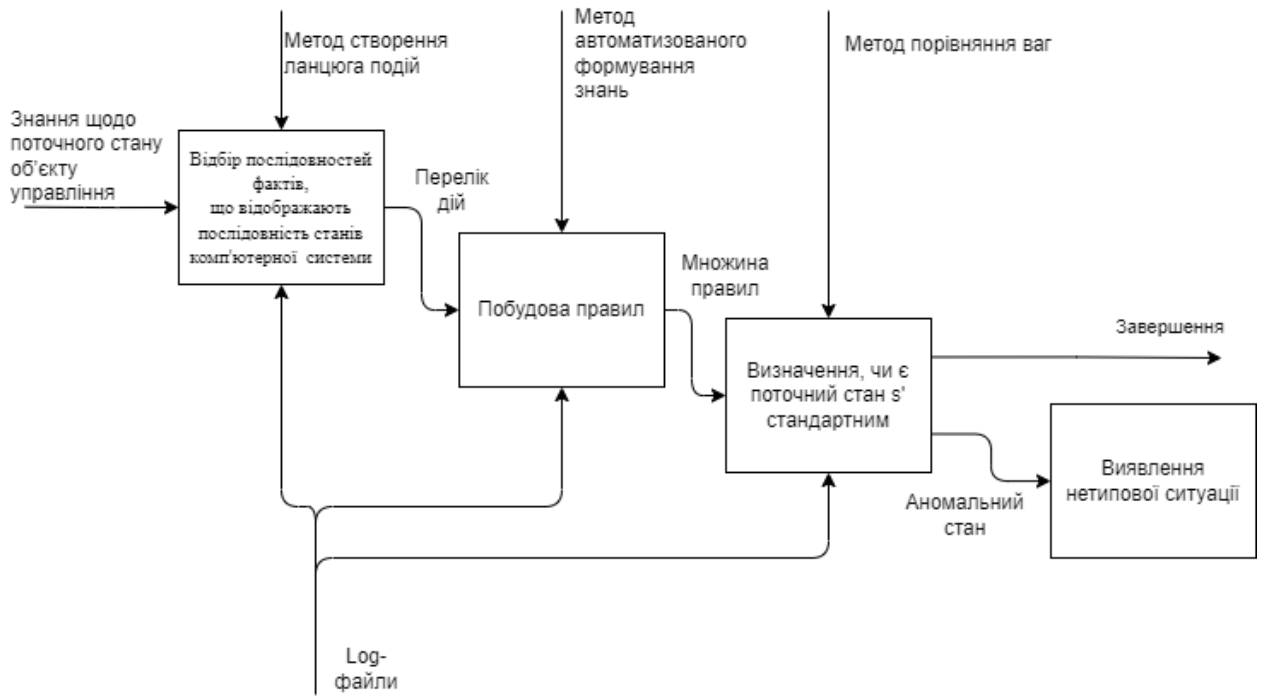 Метод створення
ланцюга подій
Метод
автоматизованого
формування
знань
Метод порівняння ваг
Знання щодо
поточного стану
об'єкту
управління
Відбір послідовностей
фактів,
що відображають
послідовність станів
комп'ютерної системи
Перелік
дій
Побудова правил
Множина
правил
Визначення, чи є
поточний стан s'
стандартним
Завершення
Аномальний
стан
Виявлення
нетипової ситуації
Log-
файли